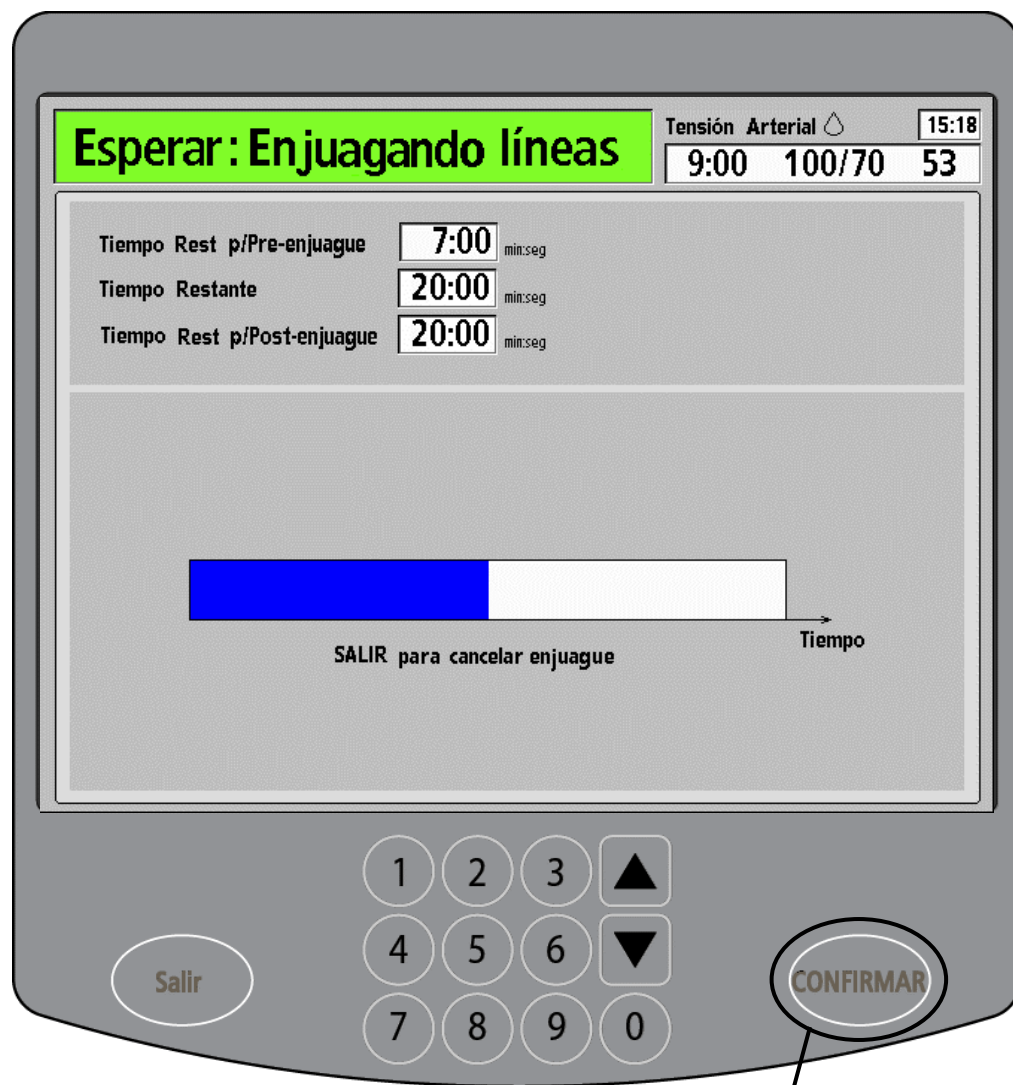 Esperar: Enjuagando líneas
Tensión Arterial
15:18
9:00 100/70 53
Tiempo Rest p/Pre-enjuague 7:00 min:seg
Tiempo Restante 20:00 min:seg
Tiempo Rest p/Post-enjuague 20:00 min:seg
Tiempo
SALIR para cancelar enjuague
1 2 3
4 5 6
Salir
CONFIRMAR
7 8 9 0